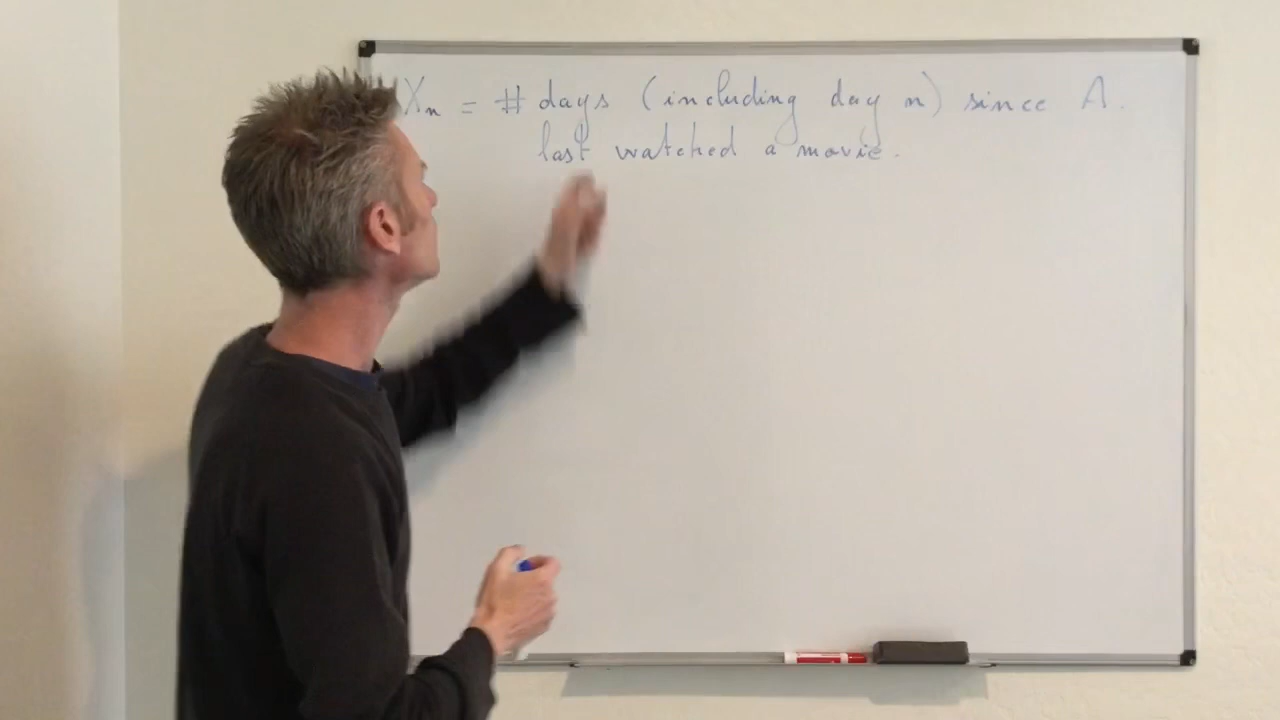 Xn = # days (including day n) since A.
last watched a movie.